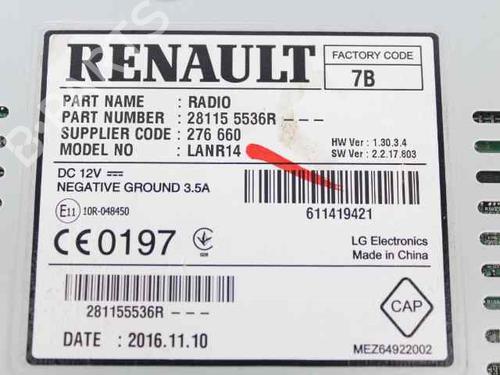 RENAULT
FACTORY CODE
7B
PART NAME : RADIO
PART NUMBER : 28115 5536R - - -
SUPPLIER CODE : 276 660
MODEL NO : LANR14
HW Ver : 1.30.3.4
SW Ver : 2.2.17.803
DC 12V
NEGATIVE GROUND 3.5A
611419421
E11 10R-048450
CE0197
LG Electronics
Made in China
281155536R - - -
CAP
DATE : 2016.11.10
MEZ64922002